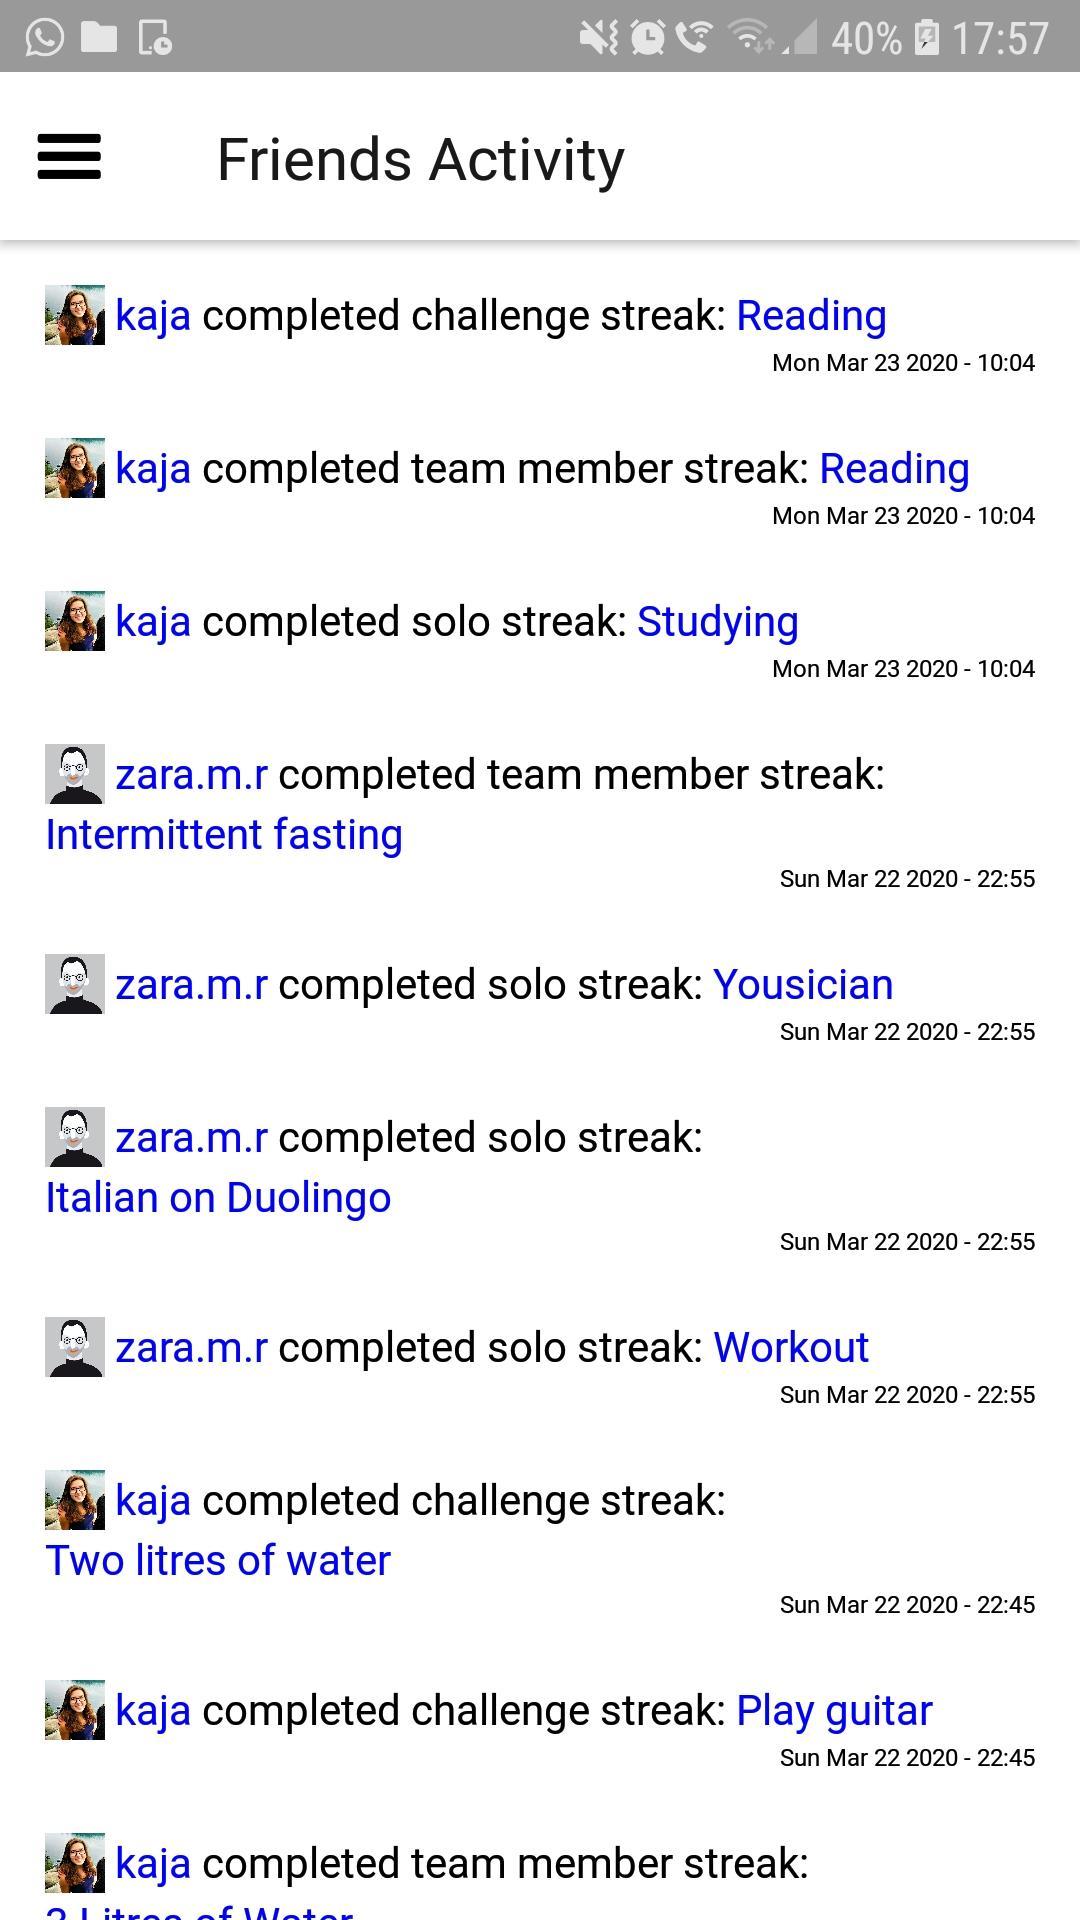 40% 17:57
Friends Activity
kaja completed challenge streak: Reading
Mon Mar 23 2020 - 10:04
kaja completed team member streak: Reading
Mon Mar 23 2020 - 10:04
kaja completed solo streak: Studying
Mon Mar 23 2020 - 10:04
zara.m.r completed team member streak:
Intermittent fasting
Sun Mar 22 2020 - 22:55
zara.m.r completed solo streak: Yousician
Sun Mar 22 2020 - 22:55
zara.m.r completed solo streak:
Italian on Duolingo
Sun Mar 22 2020 - 22:55
zara.m.r completed solo streak: Workout
Sun Mar 22 2020 - 22:55
kaja completed challenge streak:
Two litres of water
Sun Mar 22 2020 - 22:45
kaja completed challenge streak: Play guitar
Sun Mar 22 2020 - 22:45
kaja completed team member streak:
Litres of Water